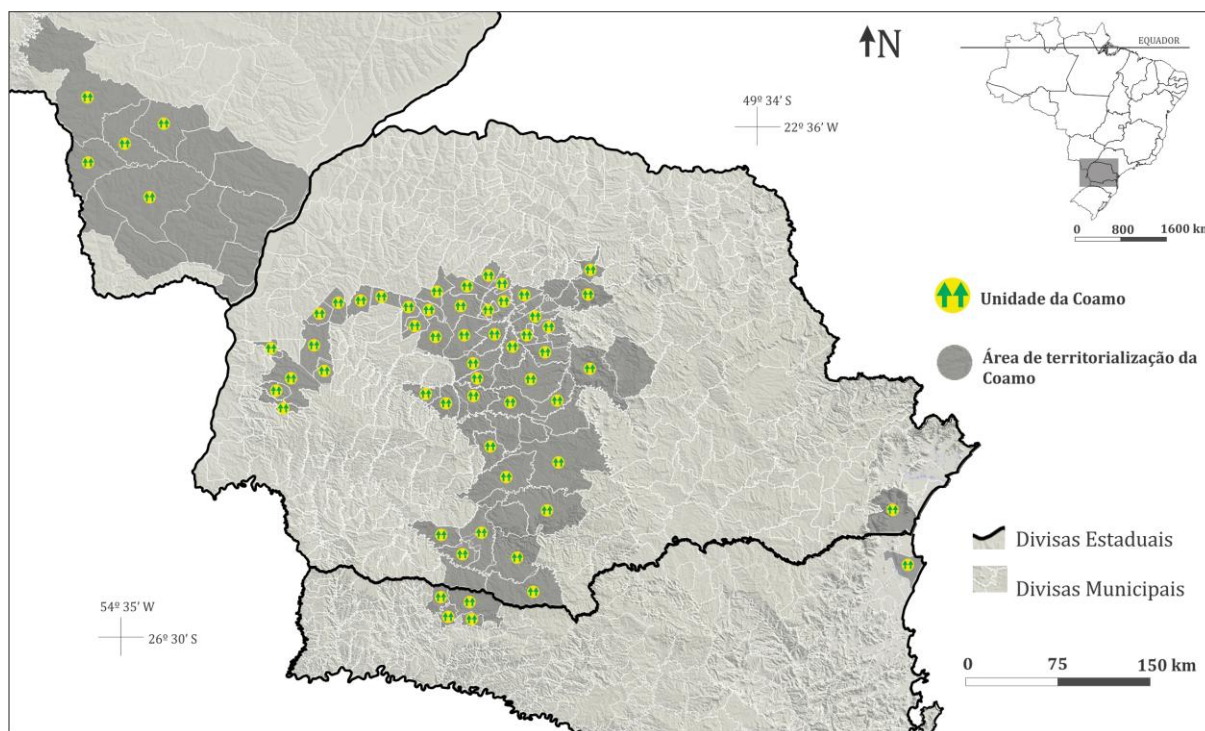 N
EQUADOR
49º 34’ S
22º 36’ W
0 800 1600 km
Unidade da Coamo
Área de territorialização da
Coamo
Divisas Estaduais
Divisas Municipais
54º 35’ W
26º 30’ S
0 75 150 km